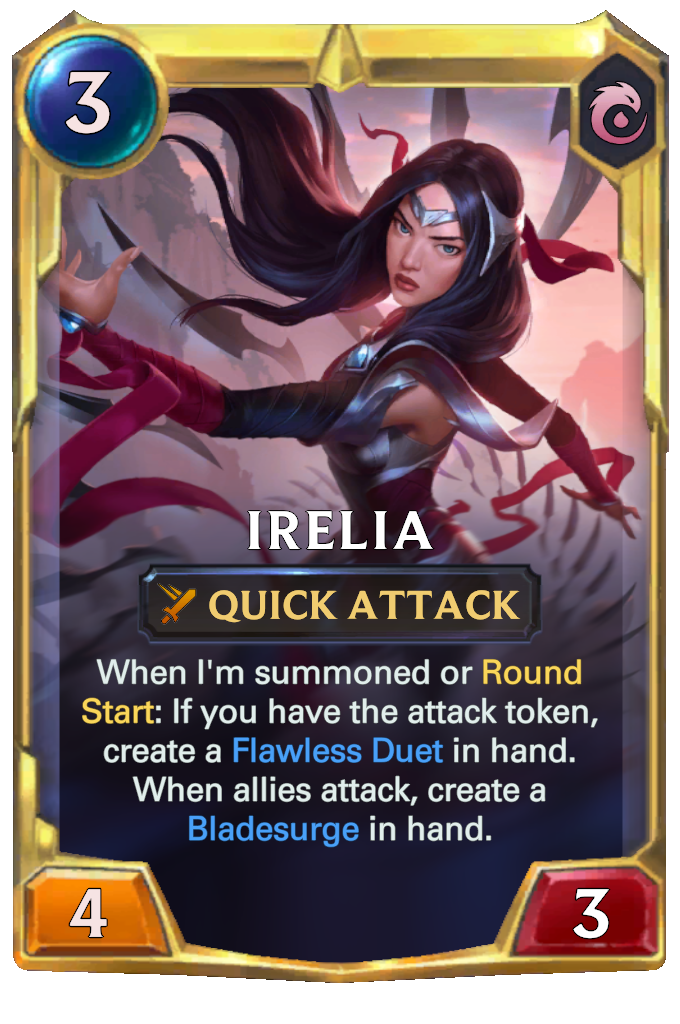 3
IRELIA
QUICK ATTACK
When I'm summoned or Round
Start: If you have the attack token,
create a Flawless Duet in hand.
When allies attack, create a
Bladesurge in hand.
4
3